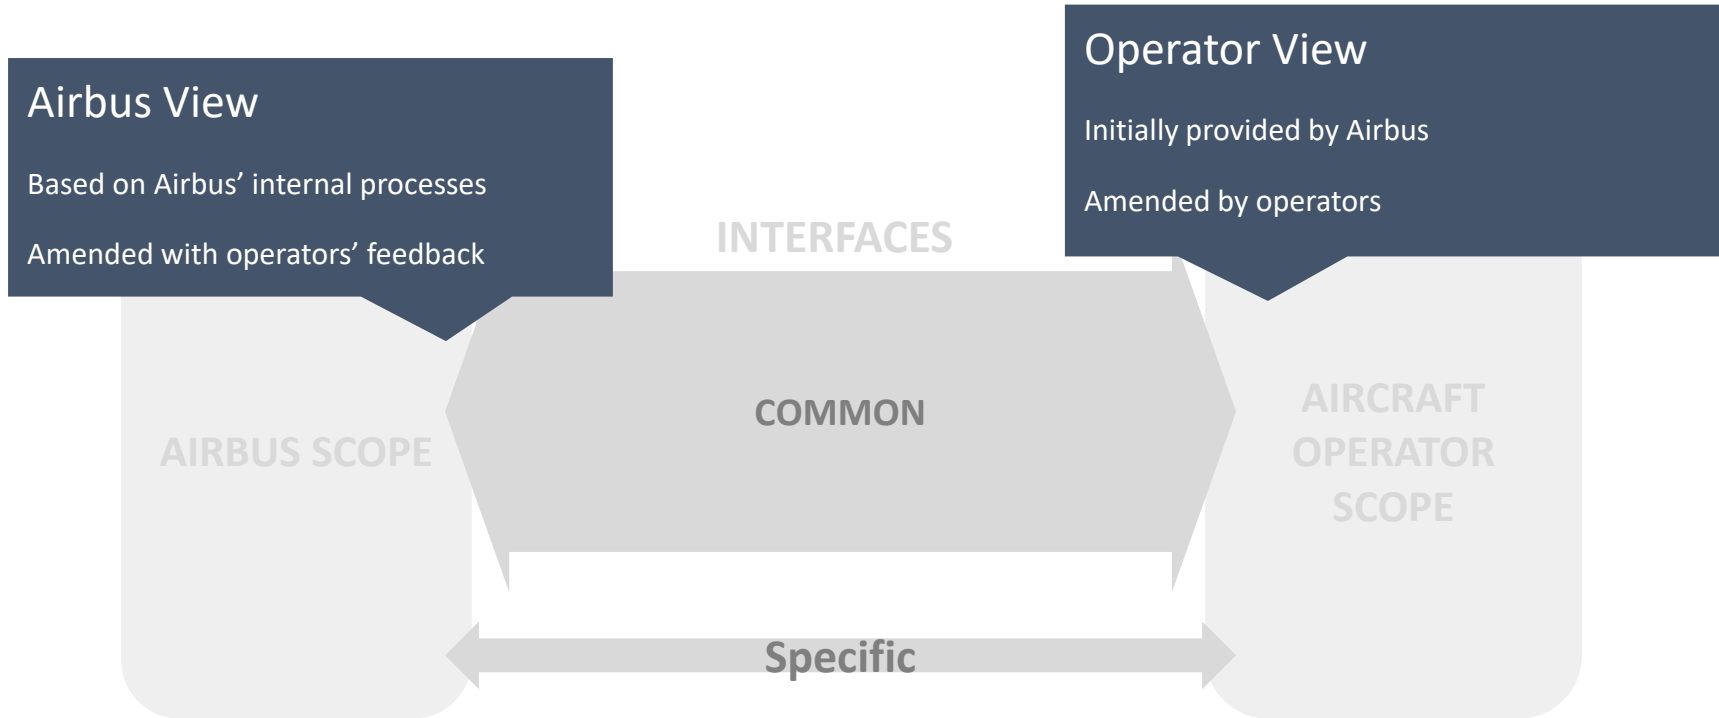 Airbus View
Based on Airbus’ internal processes
Amended with operators’ feedback
Operator View
Initially provided by Airbus
Amended by operators
INTERFACES
AIRBUS SCOPE
COMMON
AIRCRAFT
OPERATOR
SCOPE
Specific